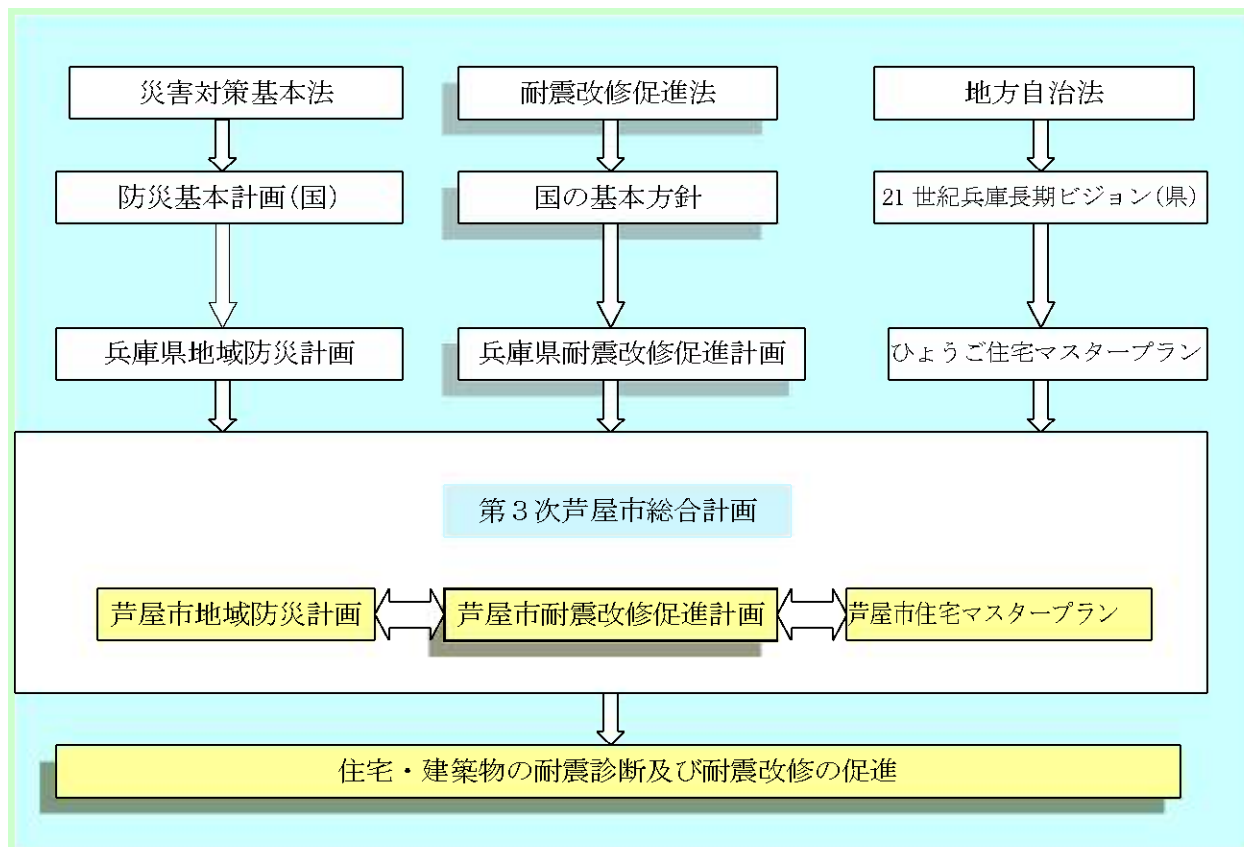 災害対策基本法
耐震改修促進法
地方自治法
防災基本計画(国)
国の基本方針
21世紀兵庫長期ビジョン(県)
兵庫県地域防災計画
兵庫県耐震改修促進計画
ひょうご住宅マスタープラン
第3次芦屋市総合計画
芦屋市地域防災計画
芦屋市耐震改修促進計画
芦屋市住宅マスタープラン
住宅・建築物の耐震診断及び耐震改修の促進